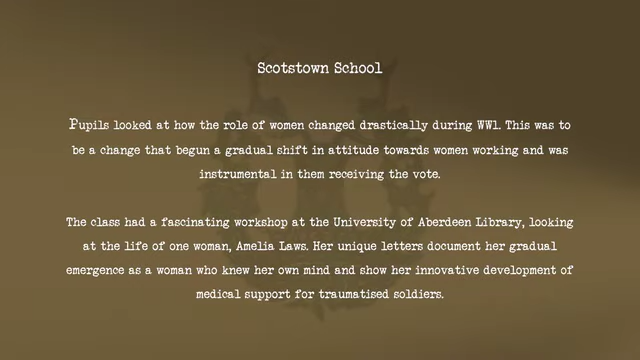 Scotstown School
Pupils looked at how the role of women changed drastically during WW1. This was to
be a change that begun a gradual shift in attitude towards women working and was
instrumental in them receiving the vote.
The class had a fascinating workshop at the University of Aberdeen Library, looking
at the life of one woman, Amelia Laws. Her unique letters document her gradual
emergence as a woman who knew her own mind and show her innovative development of
medical support for traumatised soldiers.